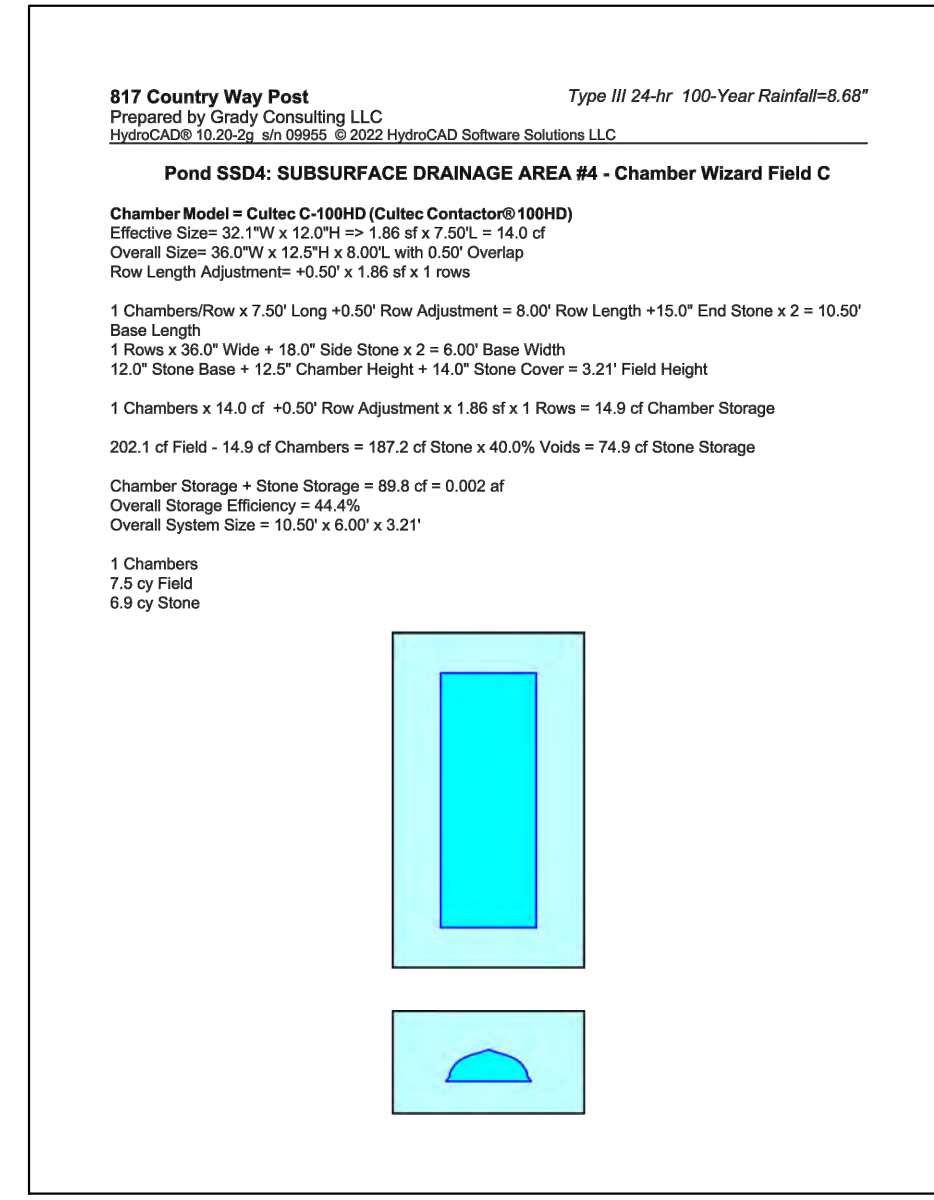 817 Country Way Post
Type III 24-hr 100-Year Rainfall=8.68"
Prepared by Grady Consulting LLC
HydroCAD® 10.20-2g s/n 09955 © 2022 HydroCAD Software Solutions LLC
Pond SSD4: SUBSURFACE DRAINAGE AREA #4 - Chamber Wizard Field C
Chamber Model = Cultec C-100HD (Cultec Contactor® 100HD)
Effective Size= 32.1"W x 12.0"H => 1.86 sf x 7.50'L = 14.0 cf
Overall Size= 36.0"W x 12.5"H x 8.00'L with 0.50' Overlap
Row Length Adjustment= +0.50' x 1.86 sf x 1 rows
1 Chambers/Row x 7.50' Long +0.50' Row Adjustment = 8.00' Row Length +15.0" End Stone x 2 = 10.50'
Base Length
1 Rows x 36.0" Wide + 18.0" Side Stone x 2 = 6.00' Base Width
12.0" Stone Base + 12.5" Chamber Height + 14.0" Stone Cover = 3.21' Field Height
1 Chambers x 14.0 cf +0.50' Row Adjustment x 1.86 sf x 1 Rows = 14.9 cf Chamber Storage
202.1 cf Field - 14.9 cf Chambers = 187.2 cf Stone x 40.0% Voids = 74.9 cf Stone Storage
Chamber Storage + Stone Storage = 89.8 cf = 0.002 af
Overall Storage Efficiency = 44.4%
Overall System Size = 10.50' x 6.00' x 3.21'
1 Chambers
7.5 cy Field
6.9 cy Stone